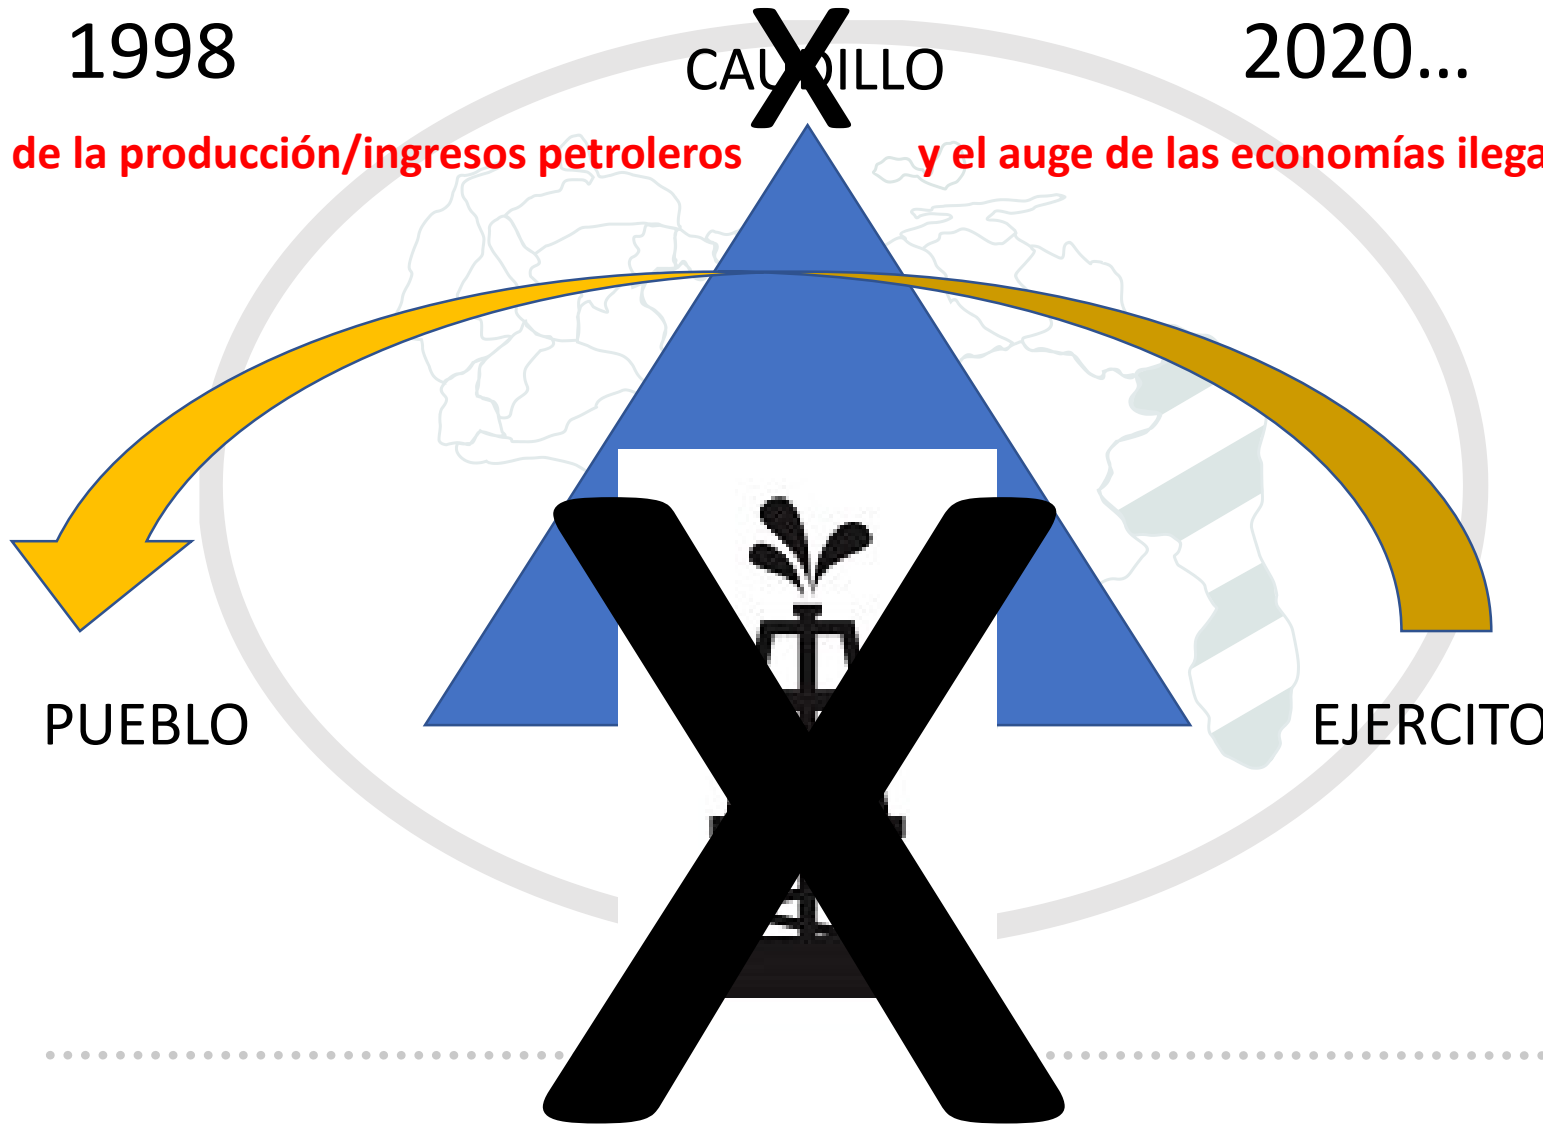 1998
CAUDILLO
2020...
de la producción/ingresos petroleros
y el auge de las economías ilega
PUEBLO
EJERCITO
X
X